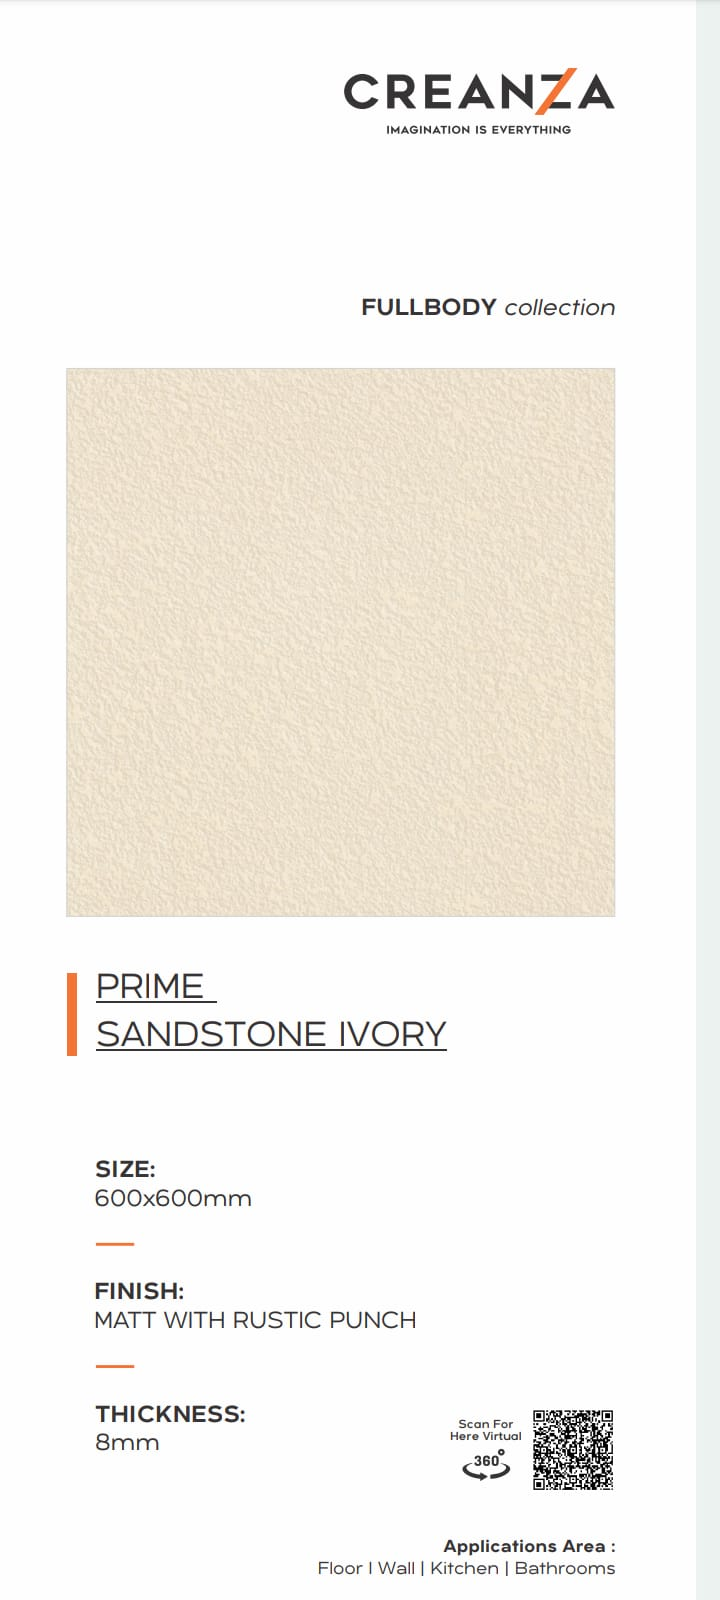 CREANZA
IMAGINATION IS EVERYTHING
FULLBODY collection
PRIME
SANDSTONE IVORY
SIZE:
600x600mm
FINISH:
MATT WITH RUSTIC PUNCH
THICKNESS:
8mm
Scan For
Here Virtual
360°
Applications Area :
Floor I Wall | Kitchen | Bathrooms